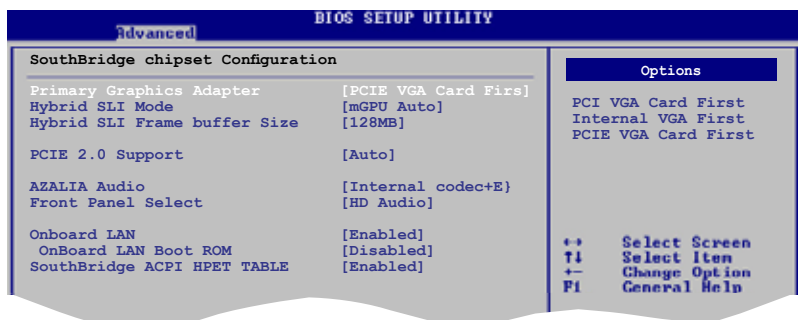 BIOS SETUP UTILITY
Advanced
SouthBridge chipset Configuration
Primary Graphics Adapter [PCIE VGA Card Firs]
Hybrid SLI Mode [mGPU Auto]
Hybrid SLI Frame buffer Size [128MB]
PCIE 2.0 Support [Auto]
AZALIA Audio [Internal codec+E}
Front Panel Select [HD Audio]
Onboard LAN [Enabled]
OnBoard LAN Boot ROM [Disabled]
SouthBridge ACPI HPET TABLE [Enabled]
Options
PCI VGA Card First
Internal VGA First
PCIE VGA Card First
↔ Select Screen
↑↓ Select Item
+- Change Option
F1 General Help